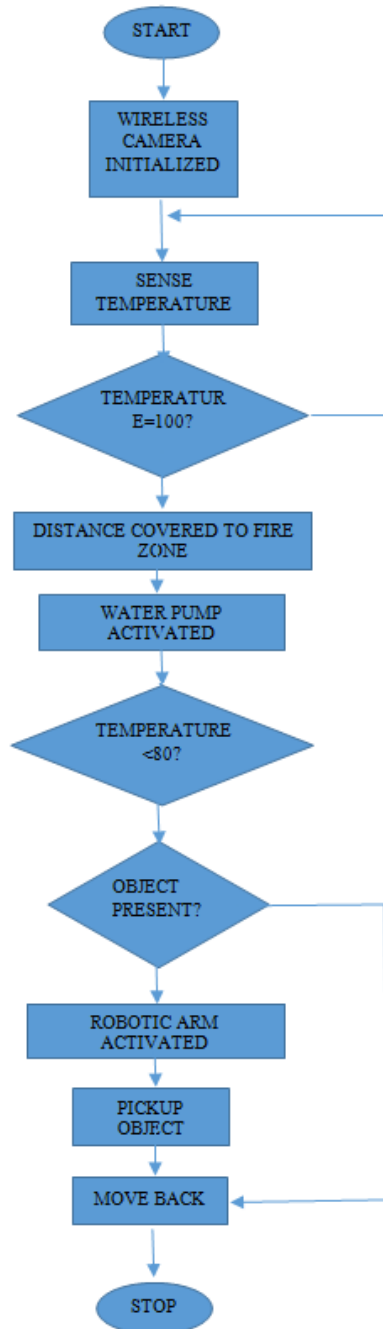 START
WIRELESS
CAMERA
INITIALIZED
SENSE
TEMPERATURE
TEMPERATUR
E=100?
DISTANCE COVERED TO FIRE
ZONE
WATER PUMP
ACTIVATED
TEMPERATURE
<80?
OBJECT
PRESENT?
ROBOTIC ARM
ACTIVATED
PICKUP
OBJECT
MOVE BACK
STOP